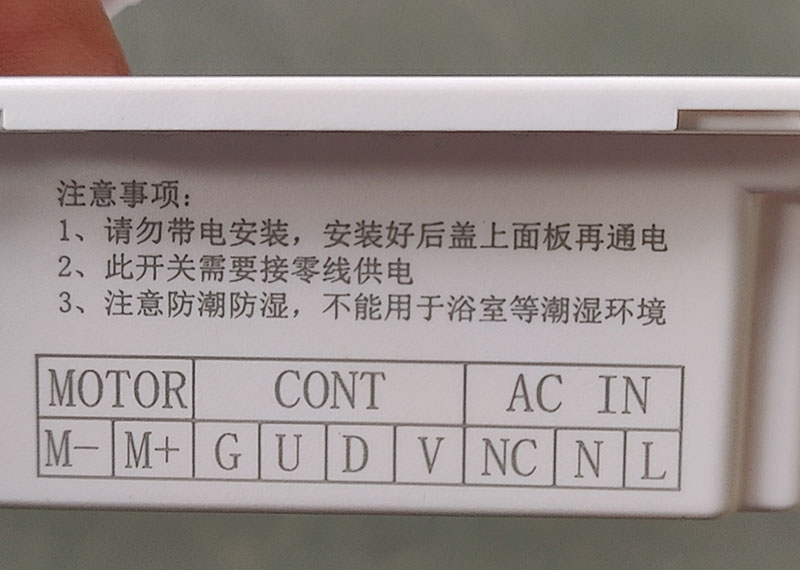 注意事项:
1、请勿带电安装，安装好后盖上面板再通电
2、此开关需要接零线供电
3、注意防潮防湿，不能用于浴室等潮湿环境
MOTOR CONT AC IN
M- M+ G U D V NC N L